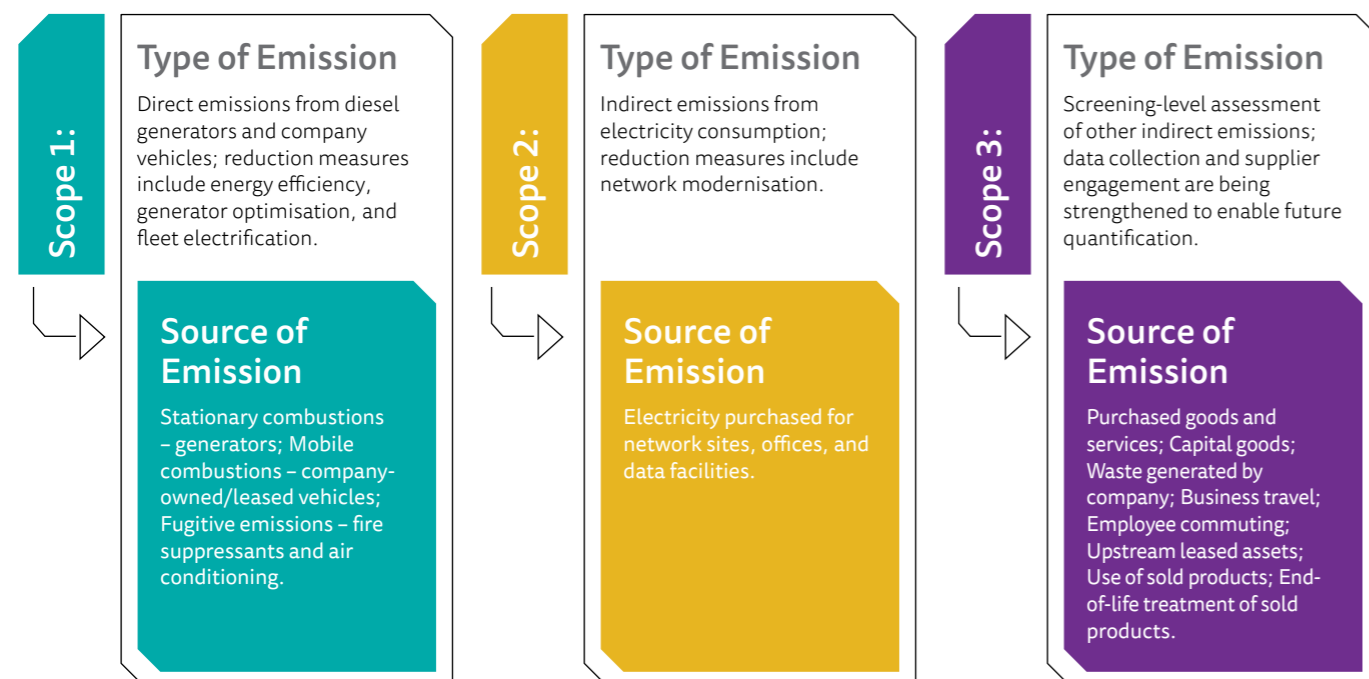 Scope 1:
Type of Emission
Direct emissions from diesel
generators and company
vehicles; reduction measures
include energy efficiency,
generator optimisation, and
fleet electrification.
Source of
Emission
Stationary combustions
– generators; Mobile
combustions – company-
owned/leased vehicles;
Fugitive emissions – fire
suppressants and air
conditioning.
Scope 2:
Type of Emission
Indirect emissions from
electricity consumption;
reduction measures include
network modernisation.
Source of
Emission
Electricity purchased for
network sites, offices, and
data facilities.
Scope 3:
Type of Emission
Screening-level assessment
of other indirect emissions;
data collection and supplier
engagement are being
strengthened to enable future
quantification.
Source of
Emission
Purchased goods and
services; Capital goods;
Waste generated by
company; Business travel;
Employee commuting;
Upstream leased assets;
Use of sold products; End-
of-life treatment of sold
products.